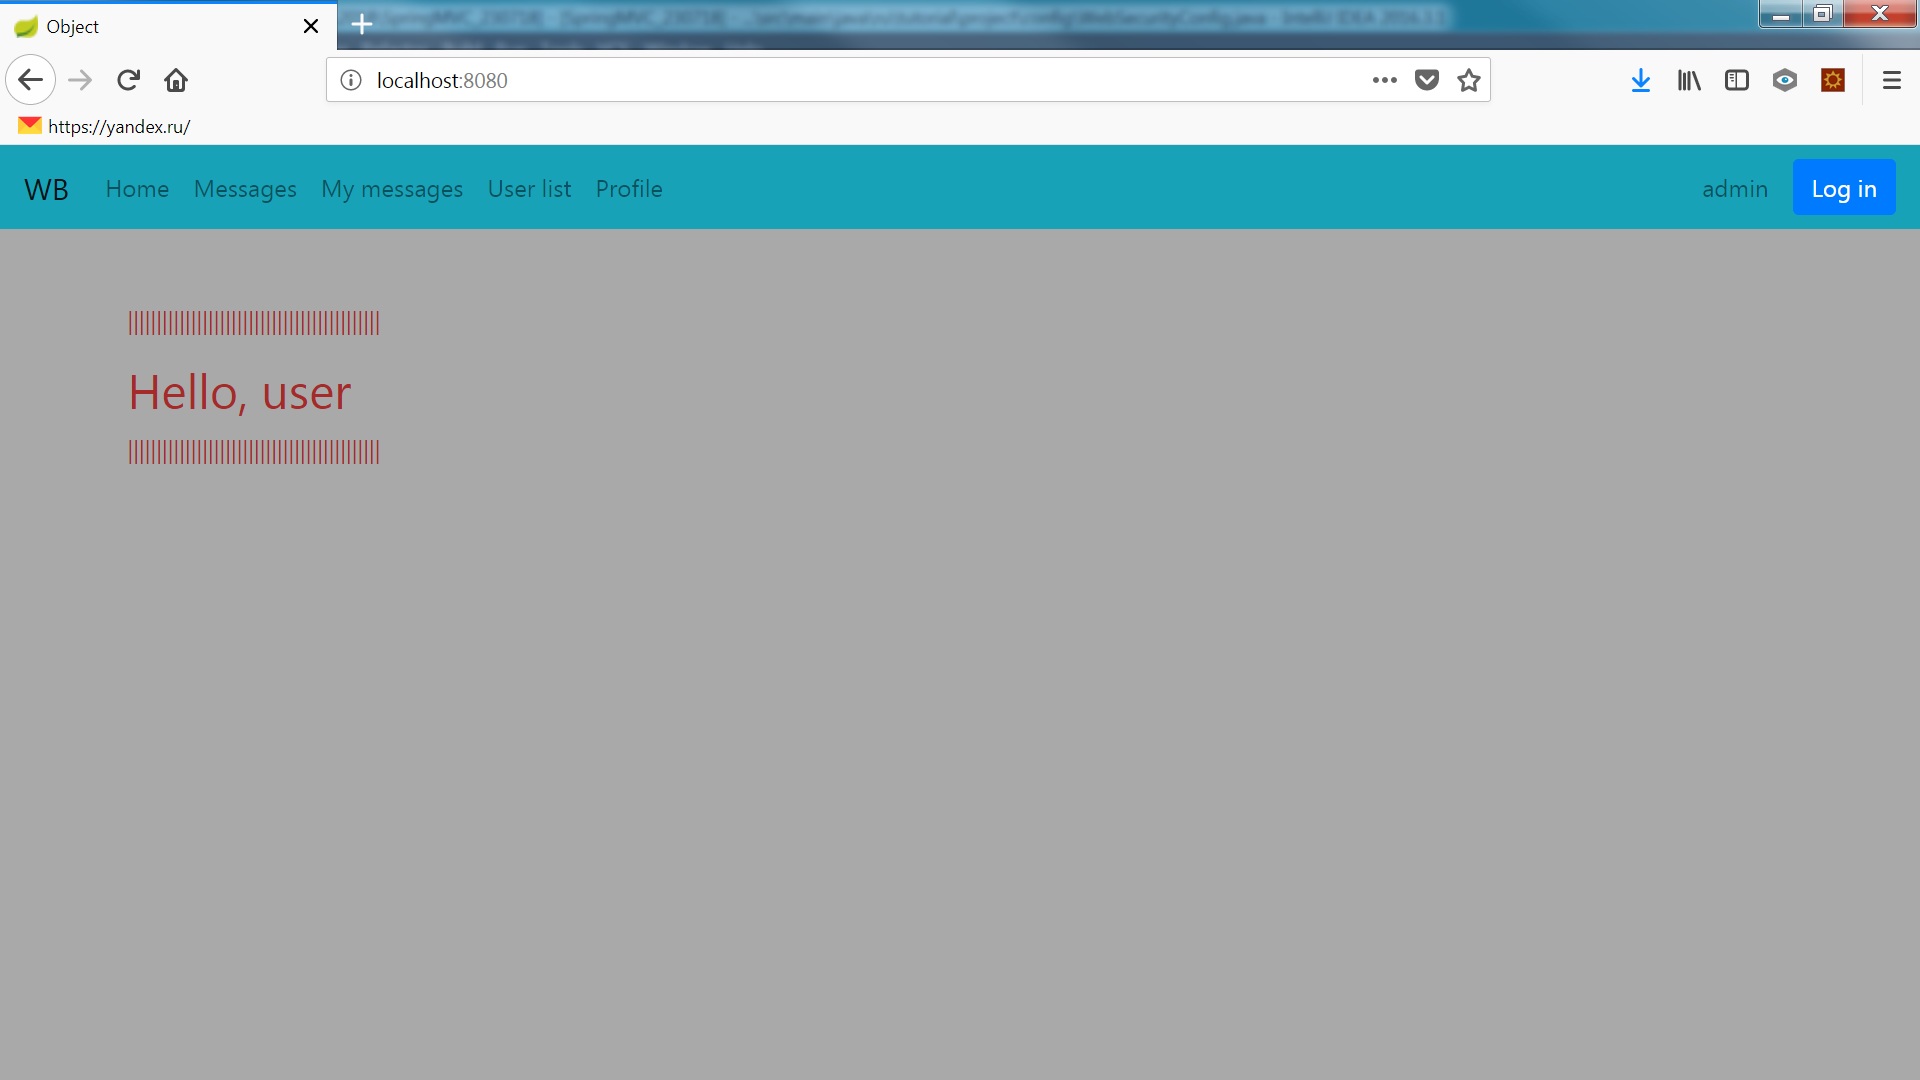 Object
localhost:8080
https://yandex.ru/
WB Home Messages My messages User list Profile admin Log in
||||||||||||||||||||||||||||||||||||||||||||
Hello, user
||||||||||||||||||||||||||||||||||||||||||||